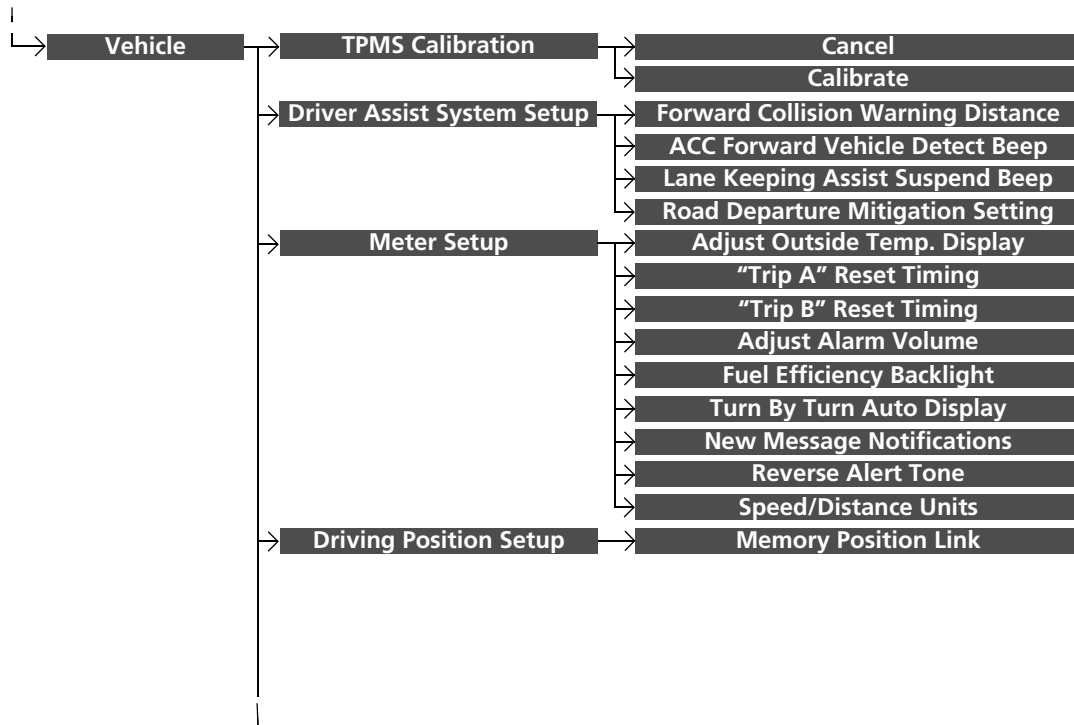 Vehicle
TPMS Calibration
Cancel
Calibrate
Driver Assist System Setup
Forward Collision Warning Distance
ACC Forward Vehicle Detect Beep
Lane Keeping Assist Suspend Beep
Road Departure Mitigation Setting
Meter Setup
Adjust Outside Temp. Display
“Trip A” Reset Timing
“Trip B” Reset Timing
Adjust Alarm Volume
Fuel Efficiency Backlight
Turn By Turn Auto Display
New Message Notifications
Reverse Alert Tone
Speed/Distance Units
Driving Position Setup
Memory Position Link